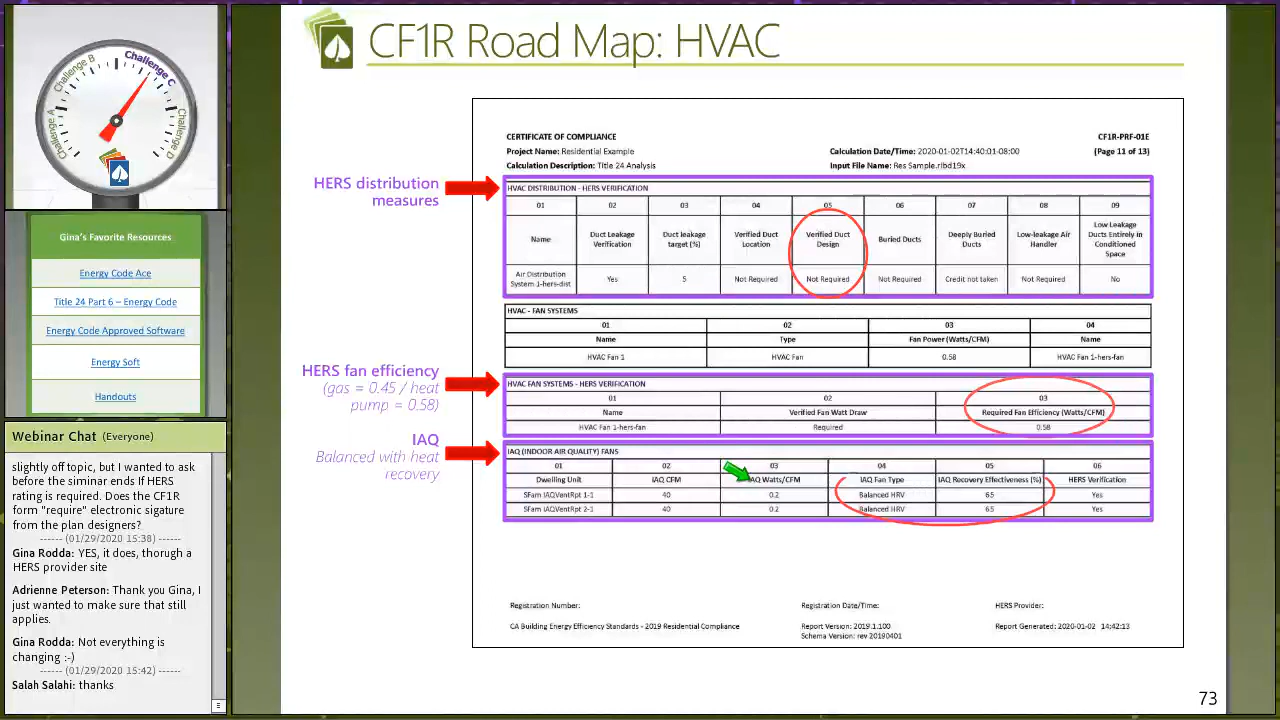 CF1R Road Map: HVAC
Challenge A
Challenge B
Challenge C
Challenge D
Gina's Favorite Resources
Energy Code Ace
Title 24 Part 6 – Energy Code
Energy Code Approved Software
Energy Soft
Handouts
Webinar Chat (Everyone)
slightly off topic, but I wanted to ask
before the seminar ends if HERS
rating is required. Does the CF1R
form "require" electronic sigature
from the plan designers?
------ (01/29/2020 15:38) ------
Gina Rodda: YES, it does, thorugh a
HERS provider site
Adrienne Peterson: Thank you Gina, I
just wanted to make sure that still
applies.
Gina Rodda: Not everything is
changing :-)
------ (01/29/2020 15:42) ------
Salah Salahi: thanks
HERS distribution
measures
HERS fan efficiency
(gas = 0.45 / heat
pump = 0.58)
IAQ
Balanced with heat
recovery
CERTIFICATE OF COMPLIANCE CF1R-PRF-01E
Project Name: Residential Example Calculation Date/Time: 2020-01-02T14:40:01-08:00 (Page 11 of 13)
Calculation Description: Title 24 Analysis Input File Name: Res Sample.ribd19x
HVAC DISTRIBUTION - HERS VERIFICATION
01 02 03 04 05 06 07 08 09
Name Duct Leakage Verification Duct leakage target (%) Verified Duct Location Verified Duct Design Buried Ducts Deeply Buried Ducts Low-leakage Air Handler Low Leakage Ducts Entirely in Conditioned Space
Air Distribution System 1-hers-dist Yes 5 Not Required Not Required Not Required Credit not taken Not Required No
HVAC - FAN SYSTEMS
01 02 03 04
Name Type Fan Power (Watts/CFM) Name
HVAC Fan 1 HVAC Fan 0.58 HVAC Fan 1-hers-fan
HVAC FAN SYSTEMS - HERS VERIFICATION
01 02 03
Name Verified Fan Watt Draw Required Fan Efficiency (Watts/CFM)
HVAC Fan 1-hers-fan Required 0.58
IAQ (INDOOR AIR QUALITY) FANS
01 02 03 04 05 06
Dwelling Unit IAQ CFM IAQ Watts/CFM IAQ Fan Type IAQ Recovery Effectiveness (%) HERS Verification
SFam IAQVentRpt 1-1 40 0.2 Balanced HRV 65 Yes
SFam IAQVentRpt 2-1 40 0.2 Balanced HRV 65 Yes
Registration Number: Registration Date/Time: HERS Provider:
CA Building Energy Efficiency Standards - 2019 Residential Compliance Report Version: 2019.1.100 Report Generated: 2020-01-02 14:42:13
Schema Version: rev 20190401
73